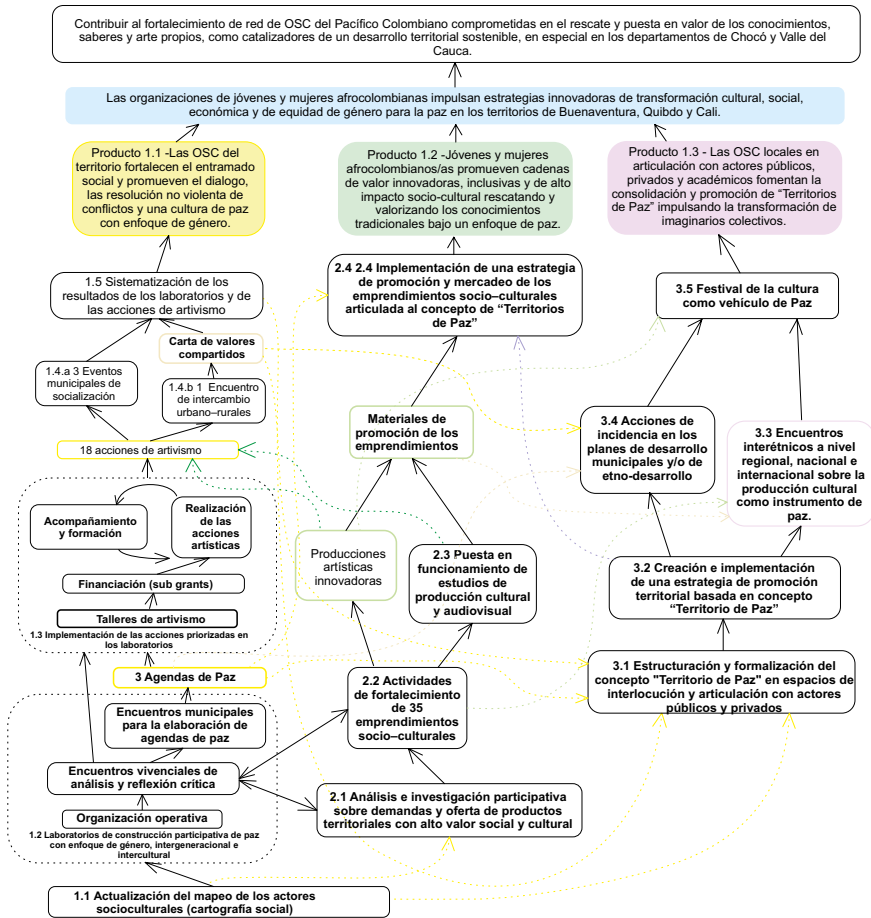 Contribuir al fortalecimiento de red de OSC del Pacífico Colombiano comprometidas en el rescate y puesta en valor de los conocimientos,
saberes y arte propios, como catalizadores de un desarrollo territorial sostenible, en especial en los departamentos de Chocó y Valle del
Cauca.
Las organizaciones de jóvenes y mujeres afrocolombianas impulsan estrategias innovadoras de transformación cultural, social,
económica y de equidad de género para la paz en los territorios de Buenaventura, Quibdo y Cali.
Producto 1.1 -Las OSC del
territorio fortalecen el entramado
social y promueven el dialogo,
las resolución no violenta de
conflictos y una cultura de paz
con enfoque de género.
Producto 1.2 -Jóvenes y mujeres
afrocolombianos/as promueven cadenas
de valor innovadoras, inclusivas y de alto
impacto socio-cultural rescatando y
valorizando los conocimientos
tradicionales bajo un enfoque de paz.
Producto 1.3 - Las OSC locales en
articulación con actores públicos,
privados y académicos fomentan la
consolidación y promoción de “Territorios
de Paz” impulsando la transformación de
imaginarios colectivos.
1.5 Sistematización de los
resultados de los laboratorios y de
las acciones de artivismo
2.4 2.4 Implementación de una estrategia
de promoción y mercadeo de los
emprendimientos socio–culturales
articulada al concepto de “Territorios
de Paz”
3.5 Festival de la cultura
como vehículo de Paz
Carta de valores
compartidos
1.4.a 3 Eventos
municipales de
socialización
1.4.b 1 Encuentro
de intercambio
urbano–rurales
Materiales de
promoción de los
emprendimientos
3.4 Acciones de
incidencia en los
planes de desarrollo
municipales y/o de
etno-desarrollo
3.3 Encuentros
interétnicos a nivel
regional, nacional e
internacional sobre la
producción cultural
como instrumento de
paz.
18 acciones de artivismo
Acompañamiento
y formación
Realización
de las
acciones
artísticas
Financiación (sub grants)
Talleres de artivismo
1.3 Implementación de las acciones priorizadas en
los laboratorios
Producciones
artísticas
innovadoras
2.3 Puesta en
funcionamiento de
estudios de
producción cultural
y audiovisual
3.2 Creación e implementación
de una estrategia de promoción
territorial basada en concepto
“Territorio de Paz”
3 Agendas de Paz
2.2 Actividades
de fortalecimiento
de 35
emprendimientos
socio–culturales
3.1 Estructuración y formalización del
concepto "Territorio de Paz" en espacios de
interlocución y articulación con actores
públicos y privados
Encuentros municipales
para la elaboración de
agendas de paz
Encuentros vivenciales de
análisis y reflexión crítica
Organización operativa
1.2 Laboratorios de construcción participativa de paz
con enfoque de género, intergeneracional e
intercultural
2.1 Análisis e investigación participativa
sobre demandas y oferta de productos
territoriales con alto valor social y cultural
1.1 Actualización del mapeo de los actores
socioculturales (cartografía social)